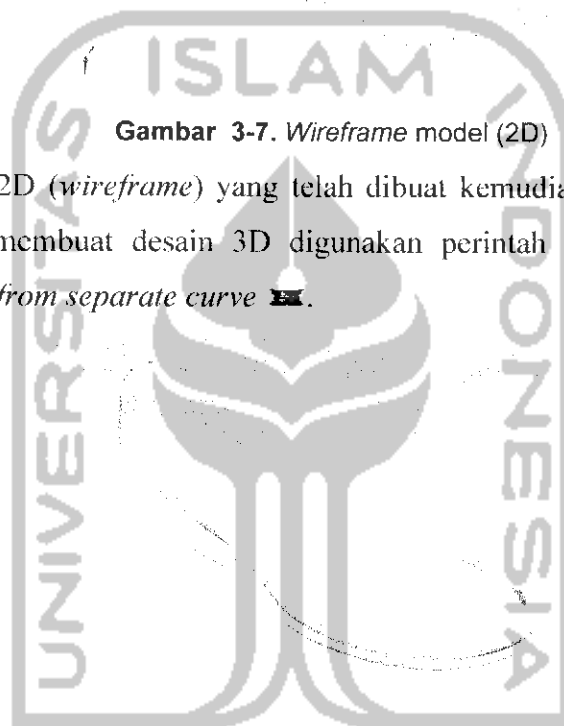 ISLAM
UNIVERSITAS
INDONESIA
Gambar 3-7. Wireframe model (2D)
2D (wireframe) yang telah dibuat kemudia
membuat desain 3D digunakan perintah
from separate curve